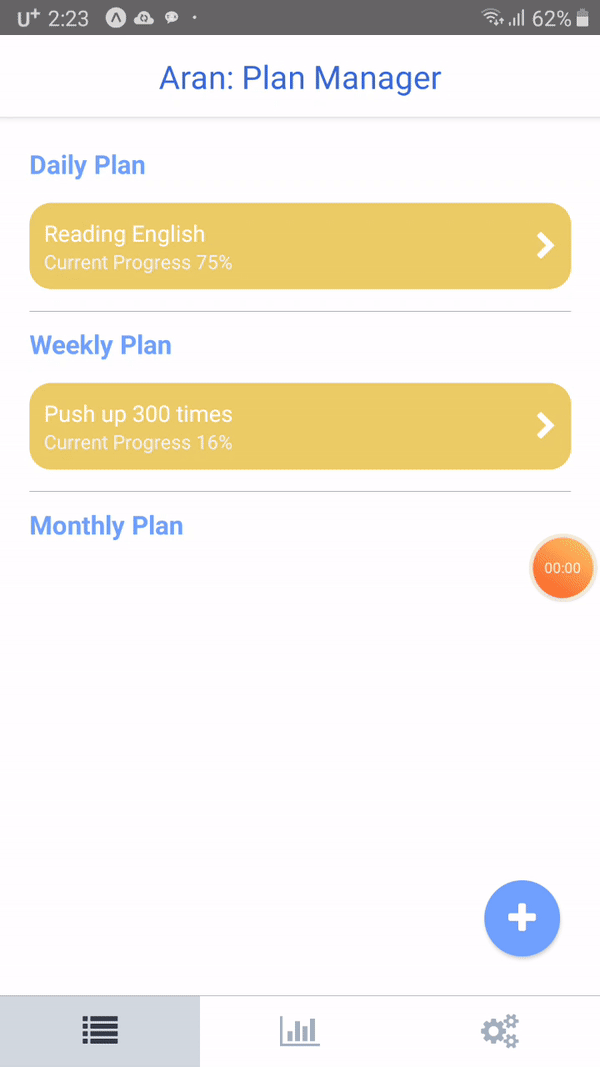 U+ 2:23 62%
Aran: Plan Manager
Daily Plan
Reading English
Current Progress 75%
Weekly Plan
Push up 300 times
Current Progress 16%
Monthly Plan
00:00